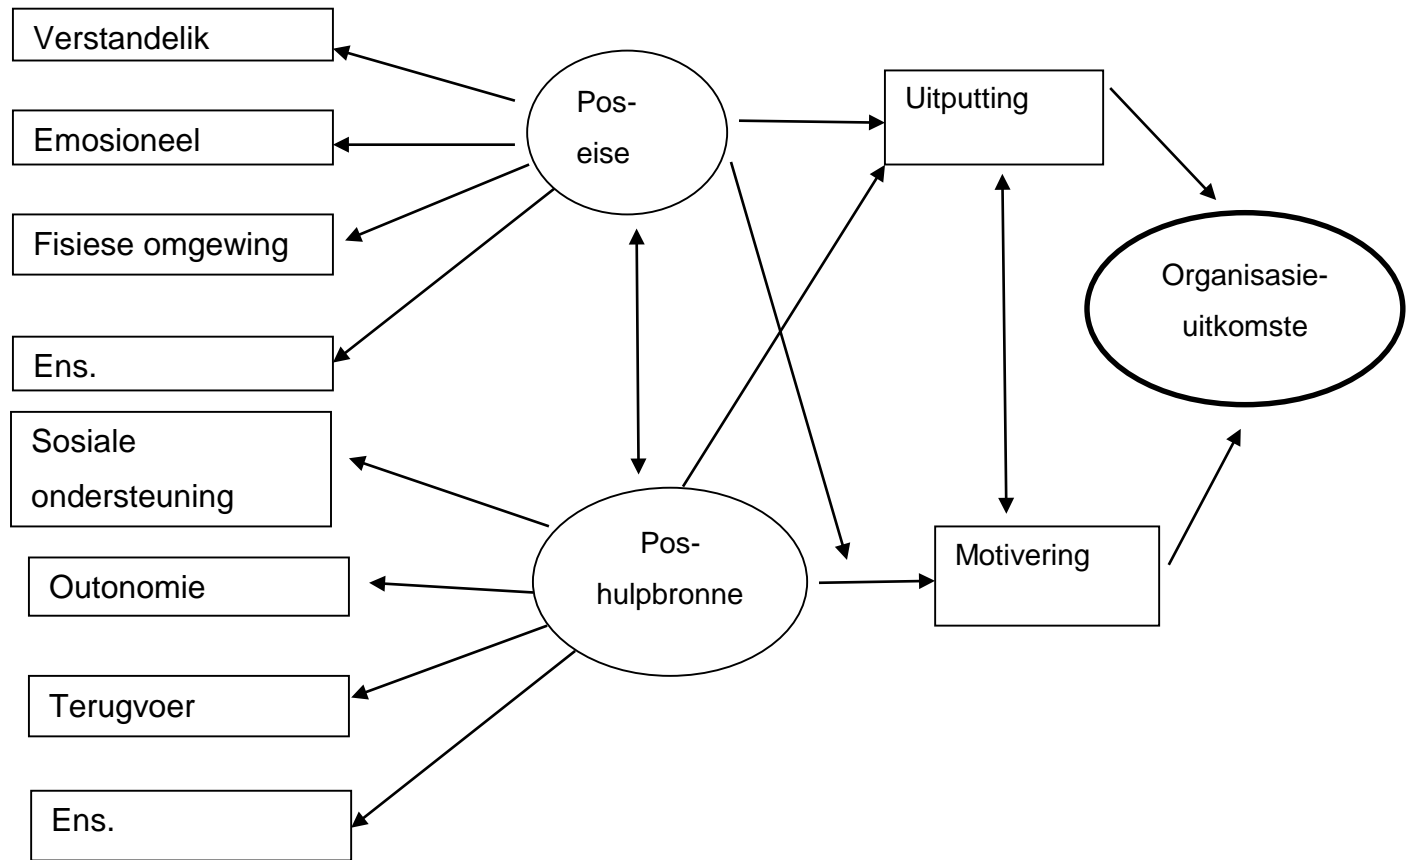 Verstandelik
Emosioneel
Fisiese omgewing
Ens.
Sosiale
ondersteuning
Outonomie
Terugvoer
Ens.
Pos-
eise
Pos-
hulpbronne
Uitputting
Motivering
Organisasie-
uitkomste